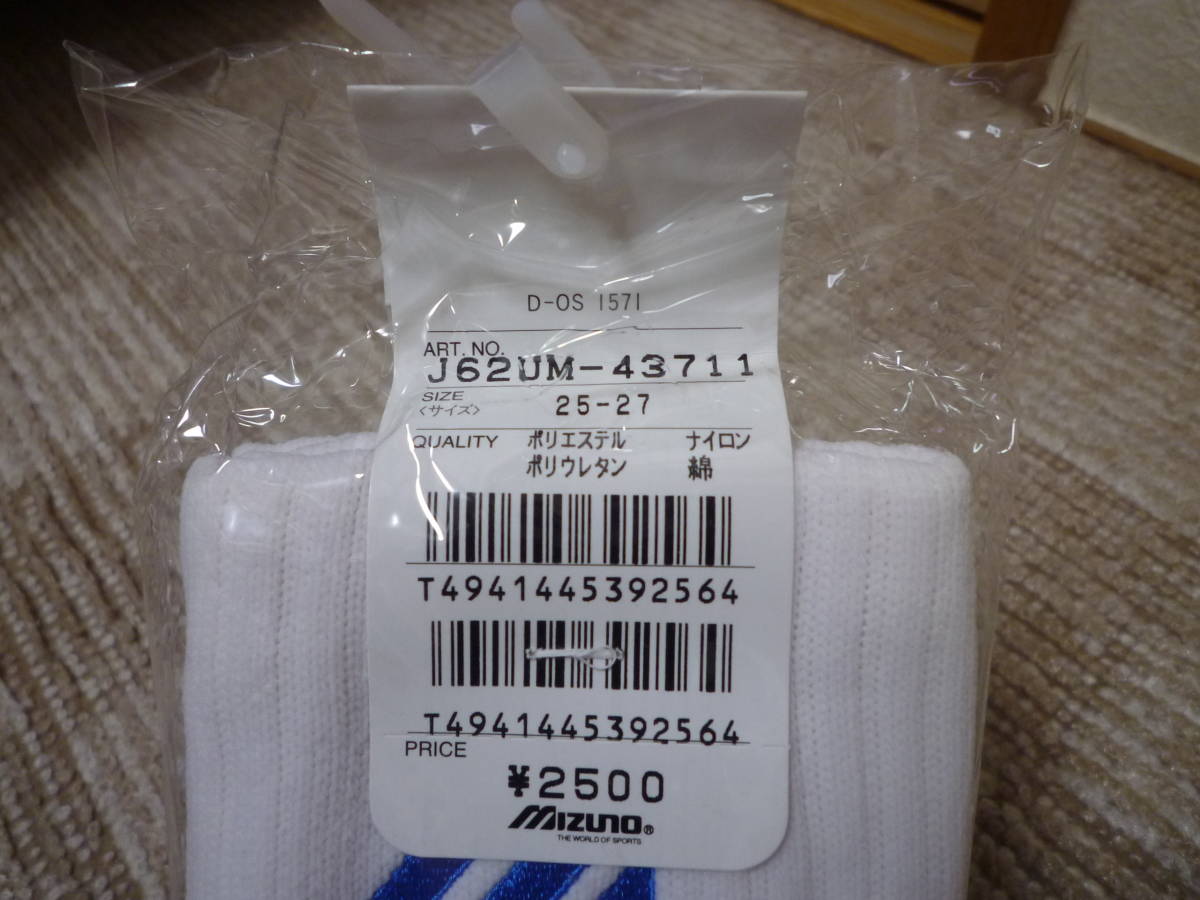 D-OS 1571
ART. NO.
J62UM-43711
SIZE
〈サイズ〉 25-27
QUALITY ポリエステル ナイロン
ポリウレタン 綿
T4941445392564
T4941445392564
PRICE
¥2500
MIZUNO®
THE WORLD OF SPORTS